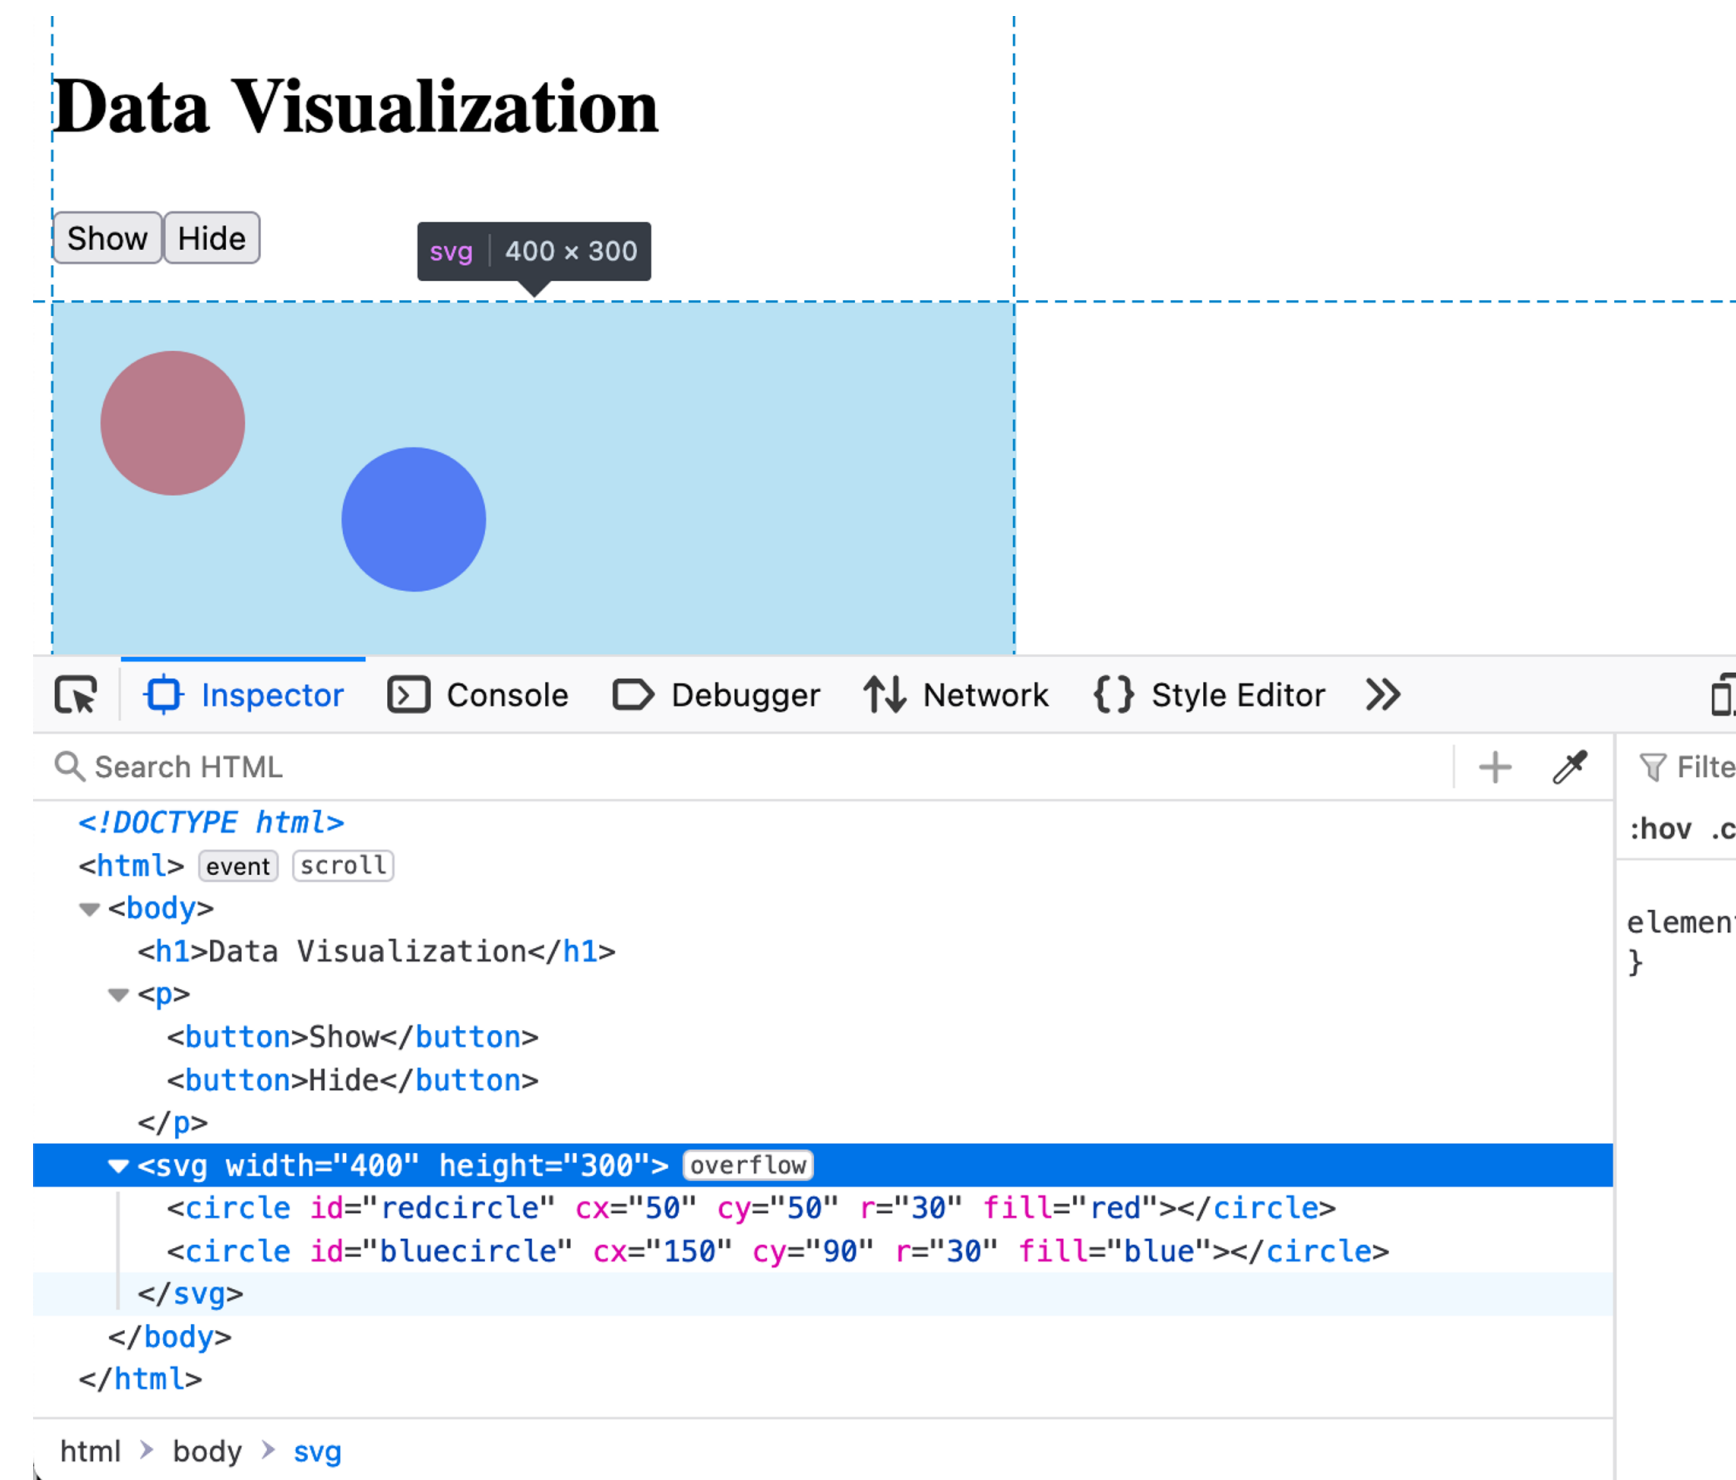 Data Visualization
Show Hide
svg 400 × 300
Inspector Console Debugger Network Style Editor
Search HTML
Filte
:hov .c
<!DOCTYPE html>
<html> event scroll
<body>
<h1>Data Visualization</h1>
<p>
<button>Show</button>
<button>Hide</button>
</p>
<svg width="400" height="300"> overflow
<circle id="redcircle" cx="50" cy="50" r="30" fill="red"></circle>
<circle id="bluecircle" cx="150" cy="90" r="30" fill="blue"></circle>
</svg>
</body>
</html>
elemen
}
html > body > svg